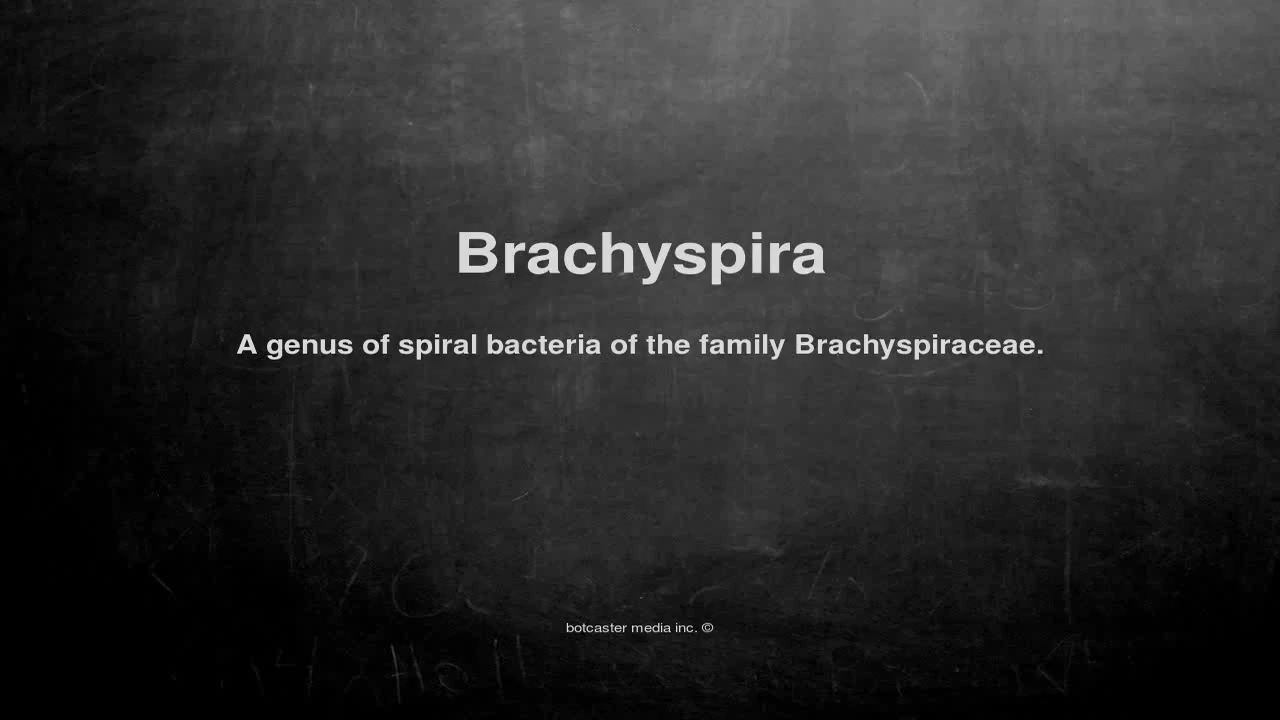 Brachyspira
A genus of spiral bacteria of the family Brachyspiraceae.
botcaster media inc. ©